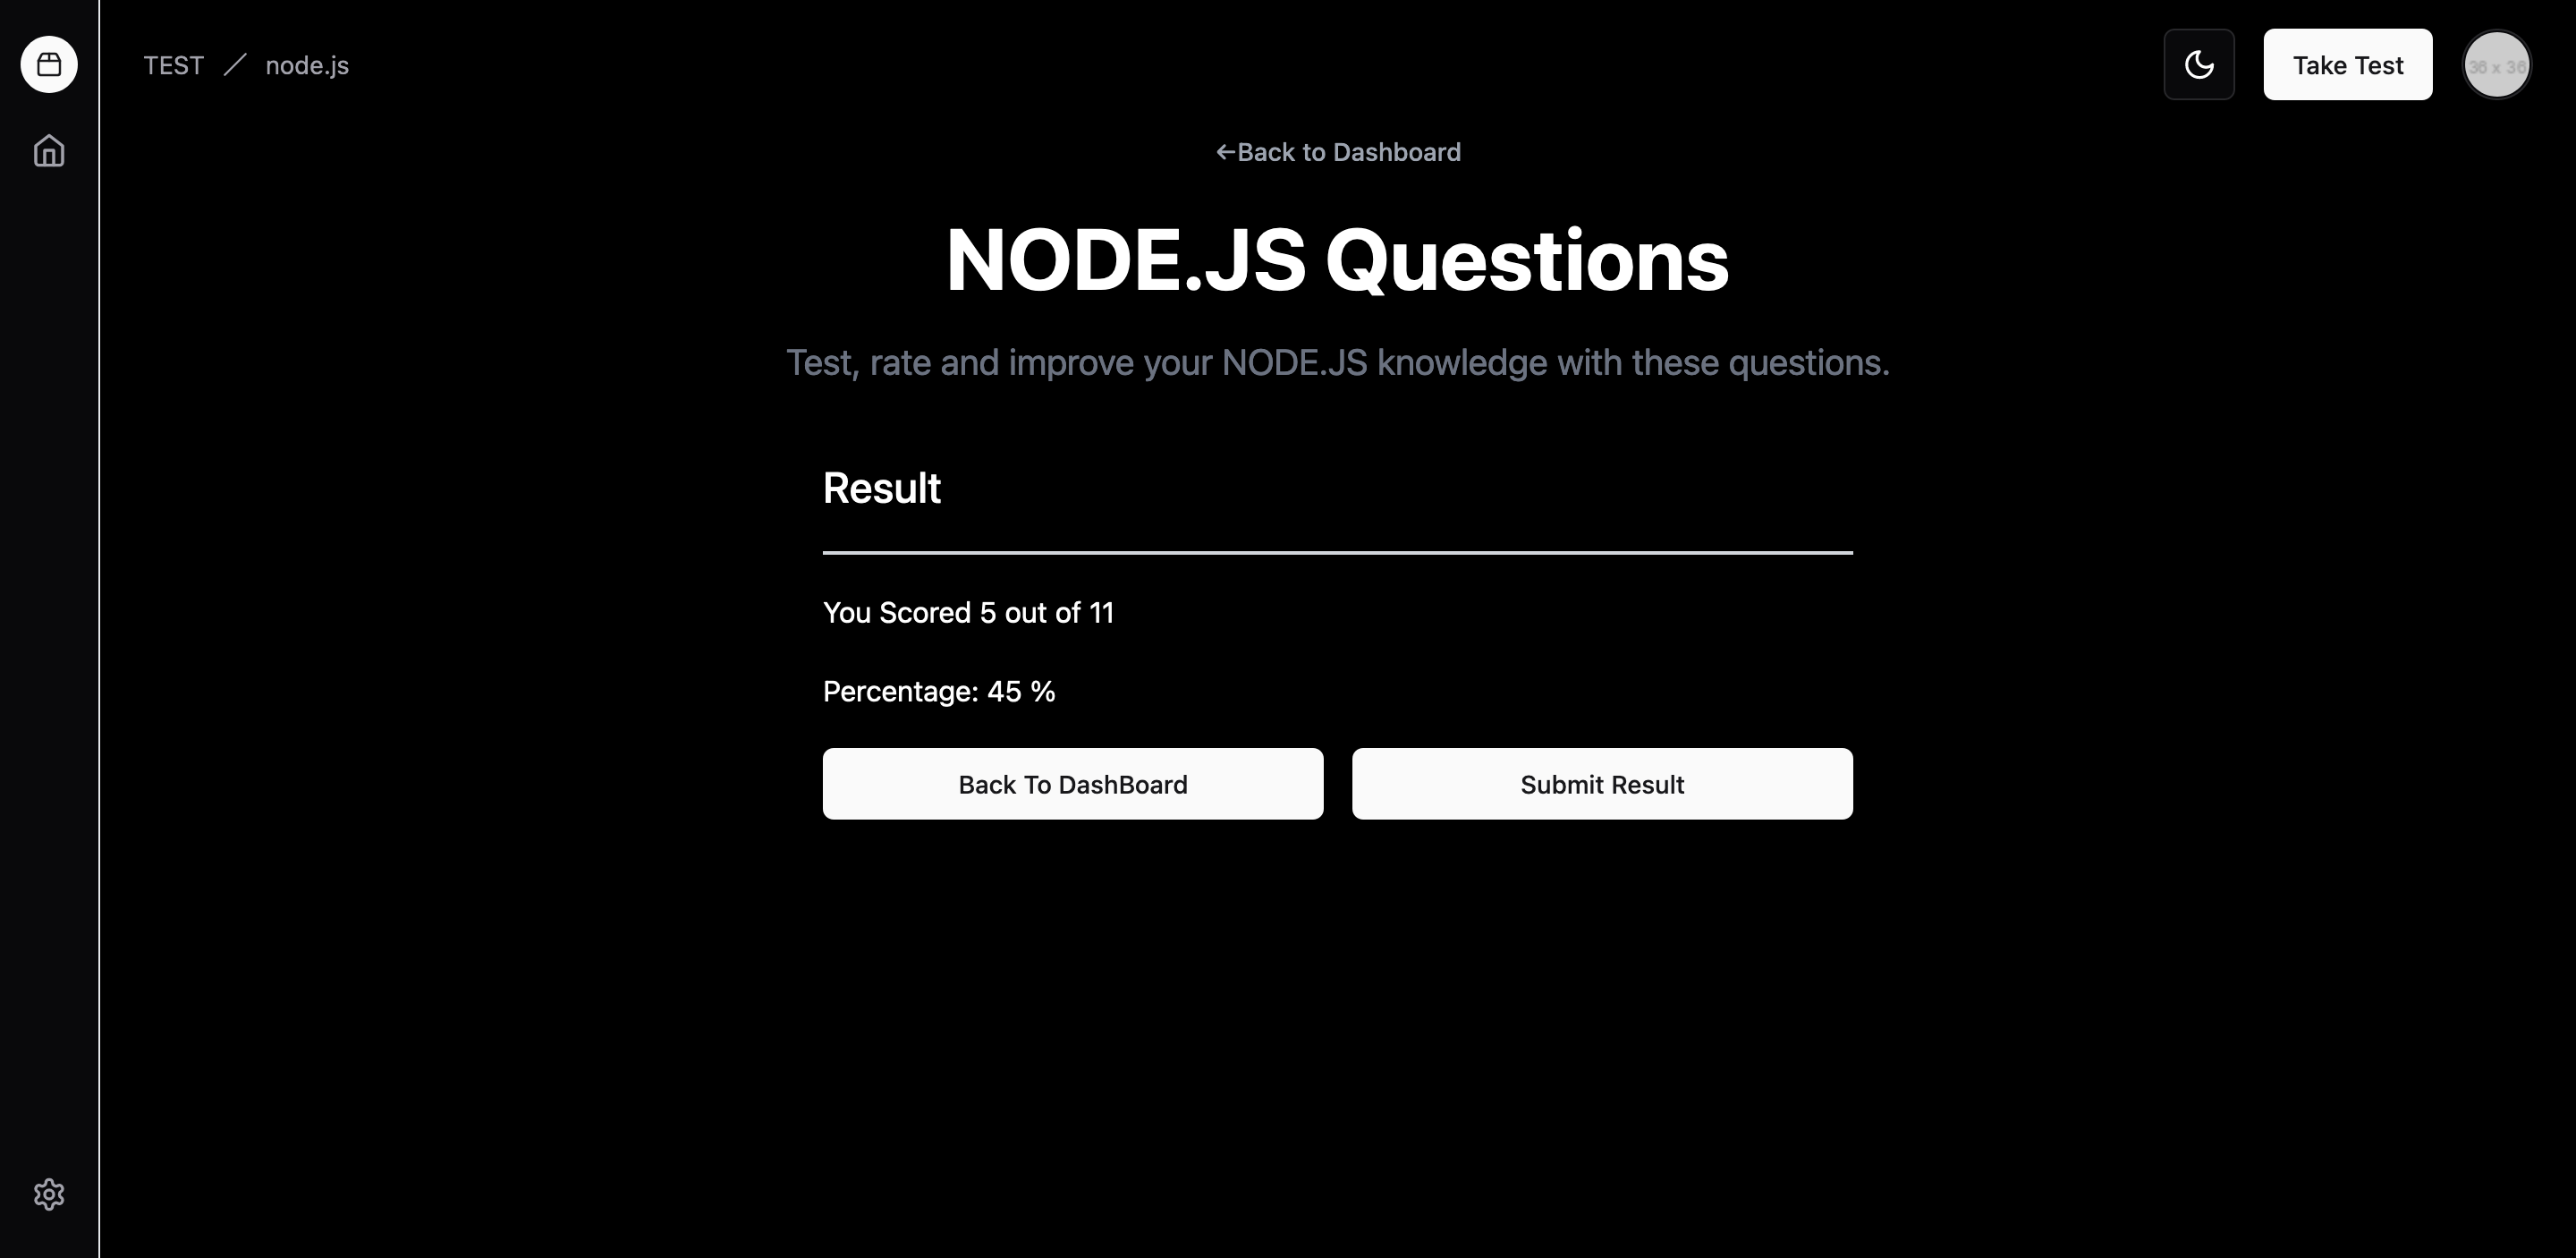 TEST / node.js
Take Test
36 x 36
←Back to Dashboard
NODE.JS Questions
Test, rate and improve your NODE.JS knowledge with these questions.
Result
You Scored 5 out of 11
Percentage: 45 %
Back To DashBoard
Submit Result